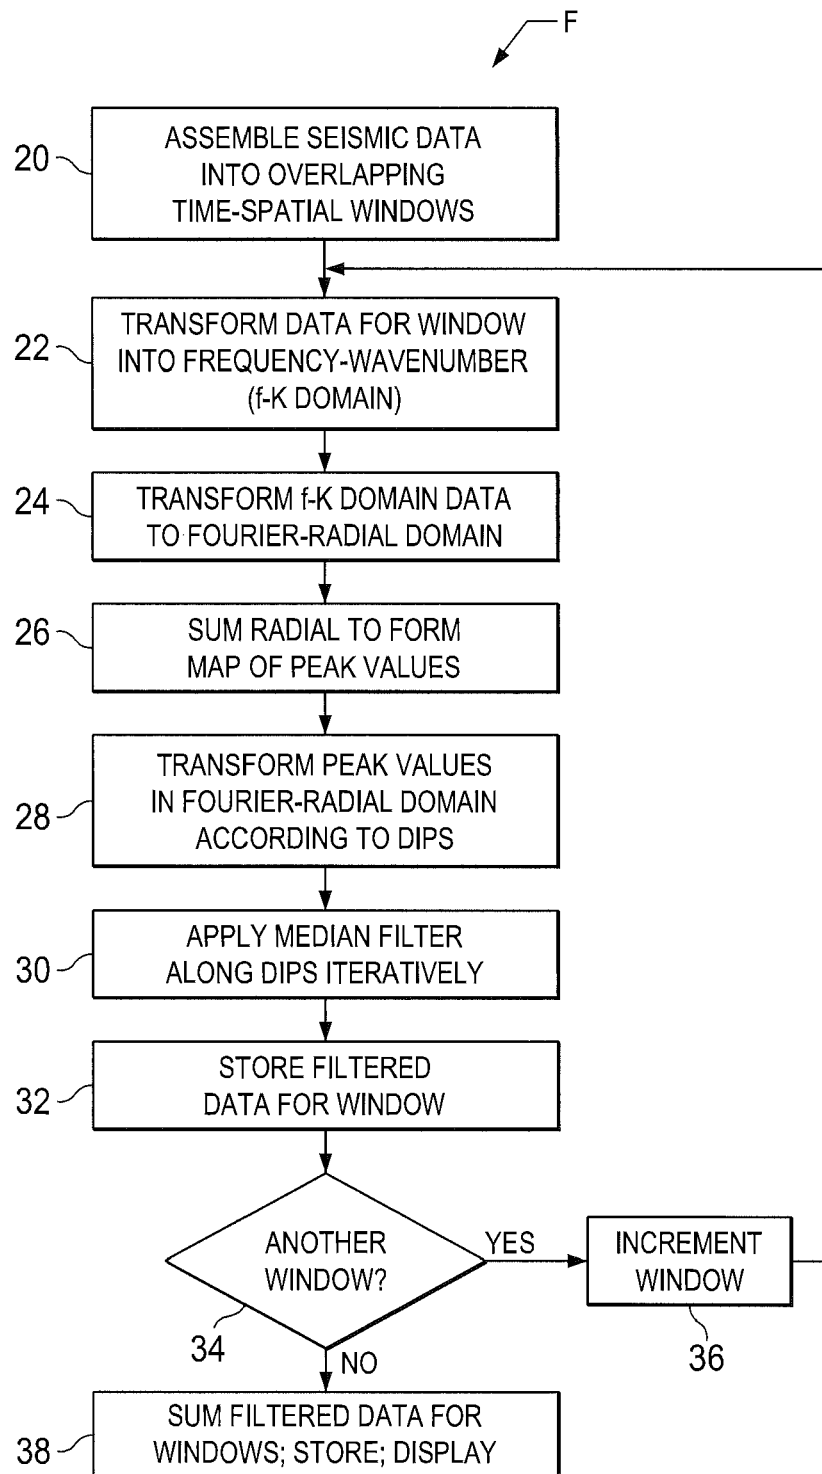 F
20
ASSEMBLE SEISMIC DATA
INTO OVERLAPPING
TIME-SPATIAL WINDOWS
22
TRANSFORM DATA FOR WINDOW
INTO FREQUENCY-WAVENUMBER
(f-K DOMAIN)
24
TRANSFORM f-K DOMAIN DATA
TO FOURIER-RADIAL DOMAIN
26
SUM RADIAL TO FORM
MAP OF PEAK VALUES
28
TRANSFORM PEAK VALUES
IN FOURIER-RADIAL DOMAIN
ACCORDING TO DIPS
30
APPLY MEDIAN FILTER
ALONG DIPS ITERATIVELY
32
STORE FILTERED
DATA FOR WINDOW
ANOTHER
WINDOW?
34
YES
INCREMENT
WINDOW
36
NO
38
SUM FILTERED DATA FOR
WINDOWS; STORE; DISPLAY